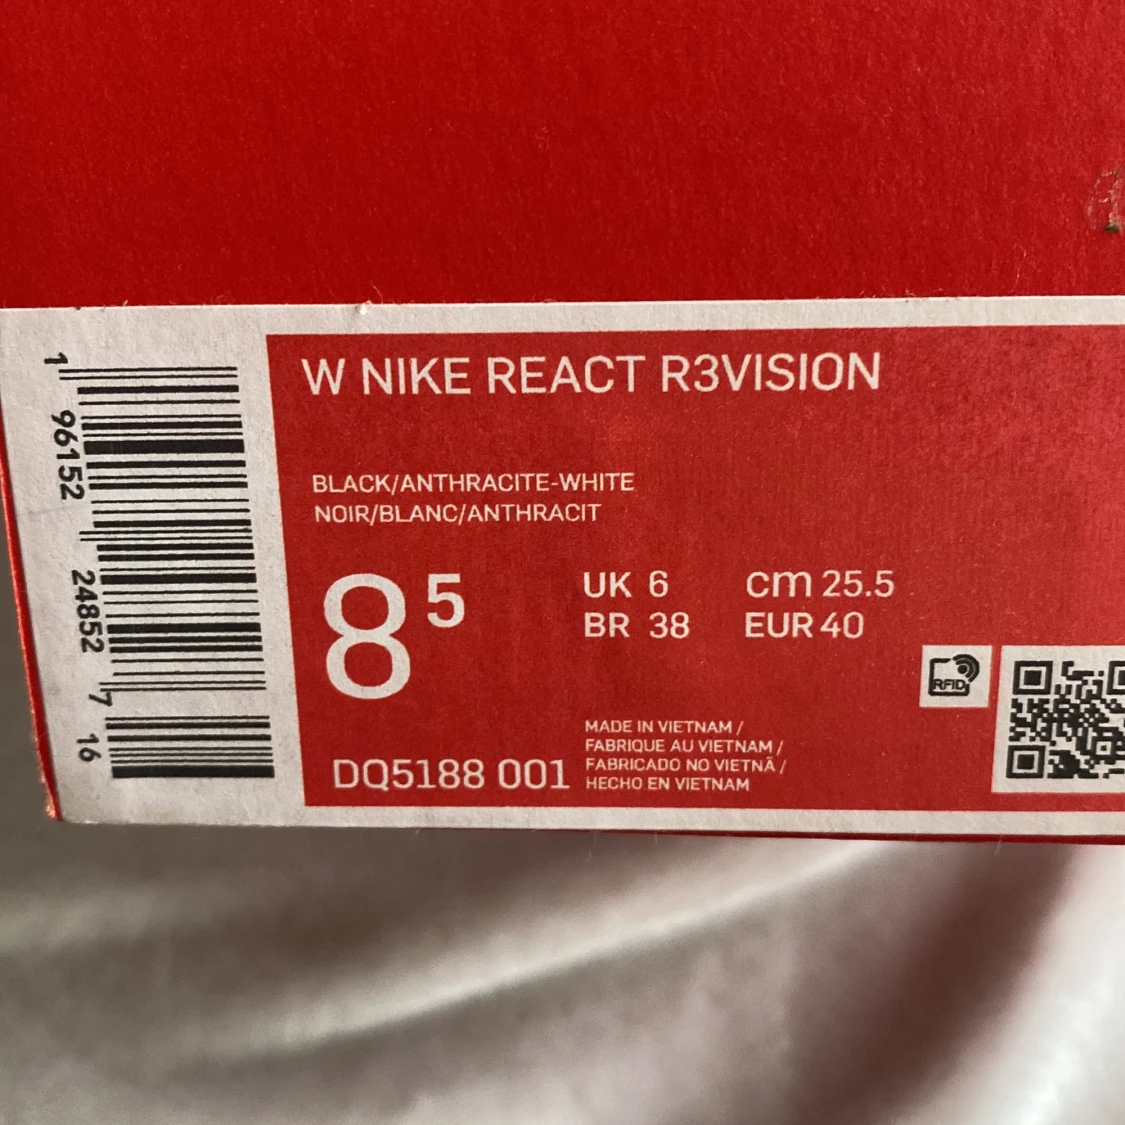 W NIKE REACT R3VISION
BLACK/ANTHRACITE-WHITE
NOIR/BLANC/ANTHRACIT
8 5
UK 6
cm 25.5
BR 38
EUR 40
RFID
MADE IN VIETNAM /
FABRIQUE AU VIETNAM /
FABRICADO NO VIETNÃ /
HECHO EN VIETNAM
DQ5188 001
1 96152 24852 7 16